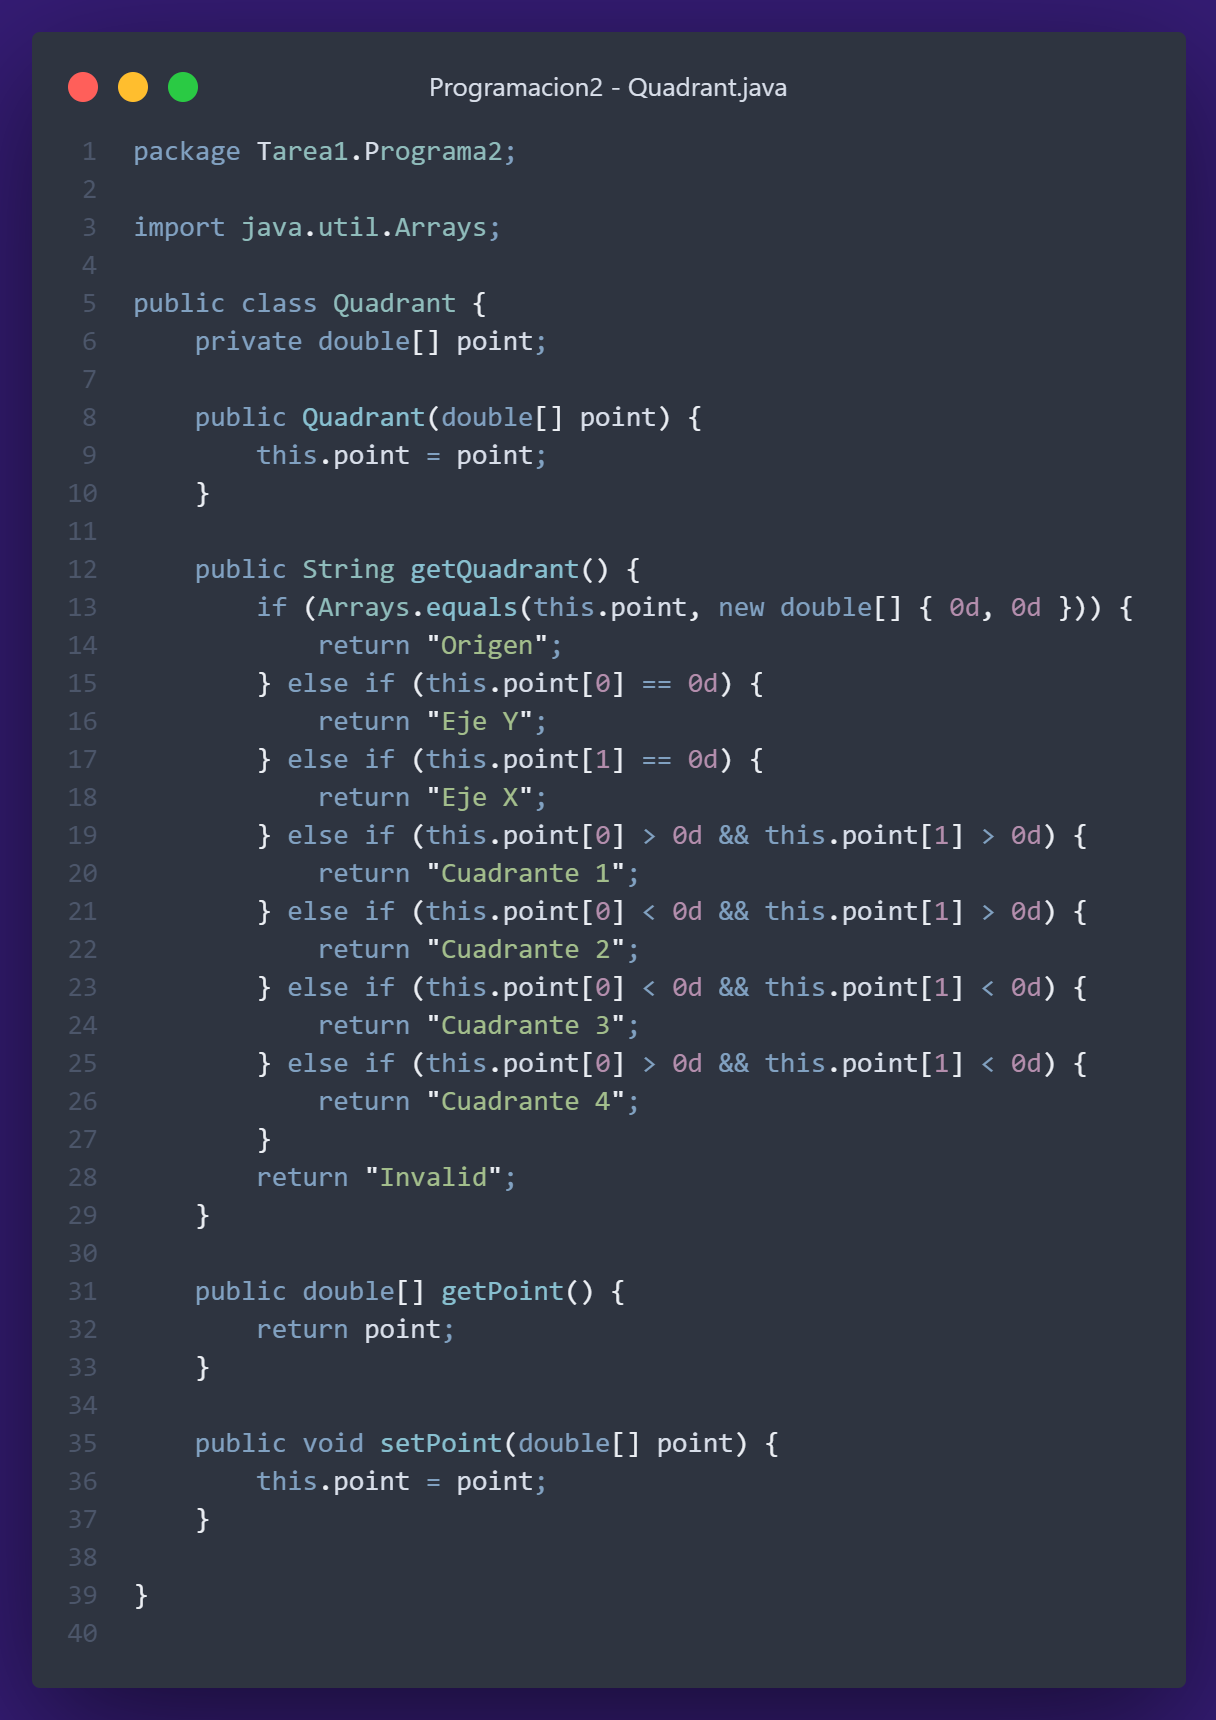 Programacion2 - Quadrant.java
1 package Tarea1.Programa2;
2
3 import java.util.Arrays;
4
5 public class Quadrant {
6     private double[] point;
7
8     public Quadrant(double[] point) {
9         this.point = point;
10     }
11
12     public String getQuadrant() {
13         if (Arrays.equals(this.point, new double[] { 0d, 0d })) {
14             return "Origen";
15         } else if (this.point[0] == 0d) {
16             return "Eje Y";
17         } else if (this.point[1] == 0d) {
18             return "Eje X";
19         } else if (this.point[0] > 0d && this.point[1] > 0d) {
20             return "Cuadrante 1";
21         } else if (this.point[0] < 0d && this.point[1] > 0d) {
22             return "Cuadrante 2";
23         } else if (this.point[0] < 0d && this.point[1] < 0d) {
24             return "Cuadrante 3";
25         } else if (this.point[0] > 0d && this.point[1] < 0d) {
26             return "Cuadrante 4";
27         }
28         return "Invalid";
29     }
30
31     public double[] getPoint() {
32         return point;
33     }
34
35     public void setPoint(double[] point) {
36         this.point = point;
37     }
38
39 }
40